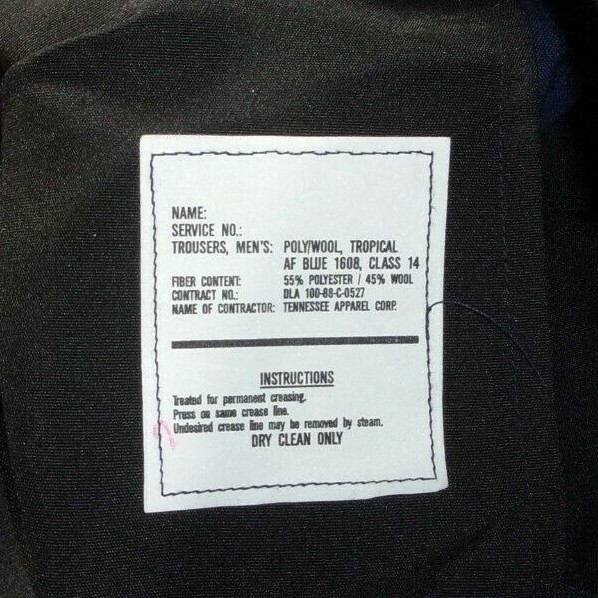 NAME:
SERVICE NO.:
TROUSERS, MEN'S: POLY/WOOL, TROPICAL
AF BLUE 1608, CLASS 14
FIBER CONTENT: 55% POLYESTER / 45% WOOL
CONTRACT NO.: DLA 100-88-C-0527
NAME OF CONTRACTOR: TENNESSEE APPAREL CORP.
INSTRUCTIONS
Treated for permanent creasing.
Press on same crease line.
Undesired crease line may be removed by steam.
DRY CLEAN ONLY